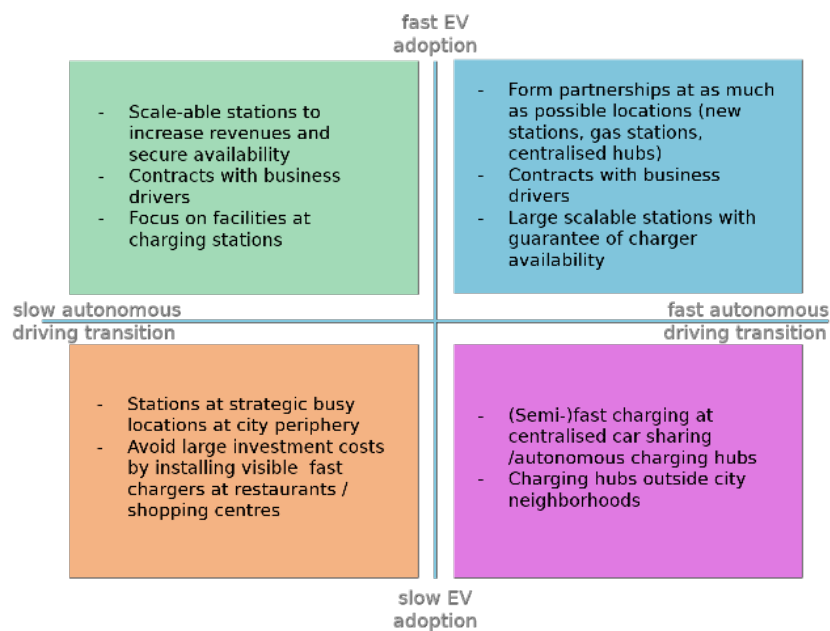 fast EV
adoption
- Scale-able stations to
increase revenues and
secure availability
- Contracts with business
drivers
- Focus on facilities at
charging stations
- Form partnerships at as much
as possible locations (new
stations, gas stations,
centralised hubs)
- Contracts with business
drivers
- Large scalable stations with
guarantee of charger
availability
slow autonomous
driving transition
fast autonomous
driving transition
- Stations at strategic busy
locations at city periphery
- Avoid large investment costs
by installing visible  fast
chargers at restaurants /
shopping centres
- (Semi-)fast charging at
centralised car sharing
/autonomous charging hubs
- Charging hubs outside city
neighborhoods
slow EV
adoption